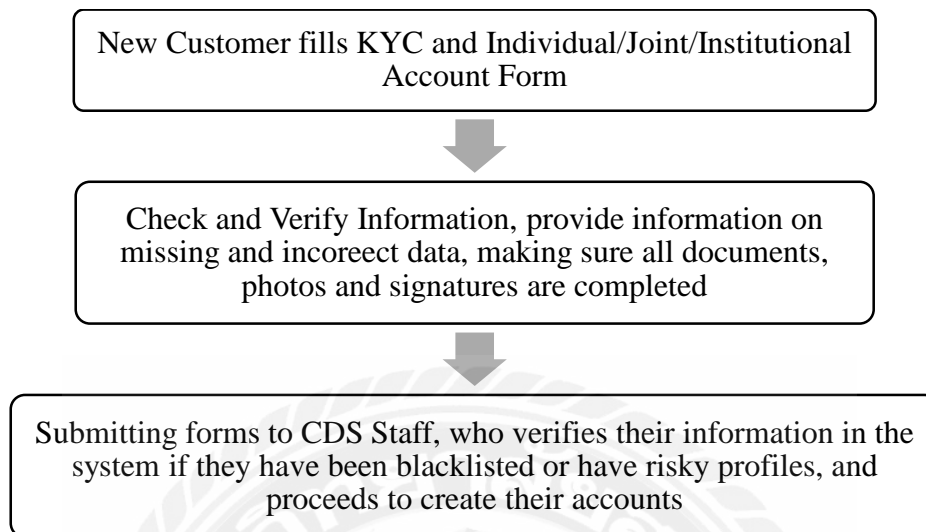 New Customer fills KYC and Individual/Joint/Institutional
Account Form
Check and Verify Information, provide information on
missing and incoreect data, making sure all documents,
photos and signatures are completed
Submitting forms to CDS Staff, who verifies their information in the
system if they have been blacklisted or have risky profiles, and
proceeds to create their accounts